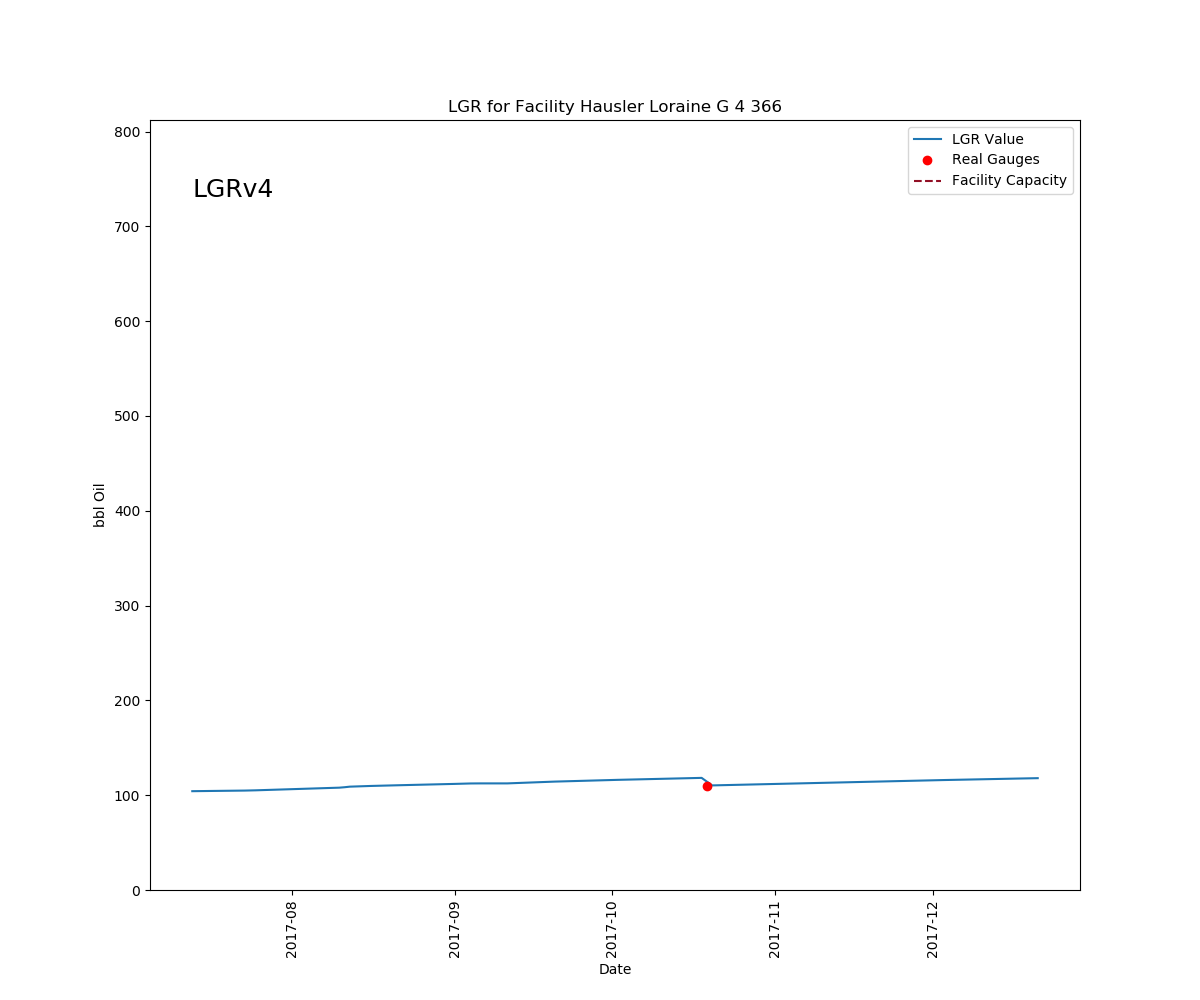 LGR for Facility Hausler Loraine G 4 366
LGRv4
LGR Value
Real Gauges
Facility Capacity
bbl Oil
800
700
600
500
400
300
200
100
0
2017-08
2017-09
2017-10
2017-11
2017-12
Date